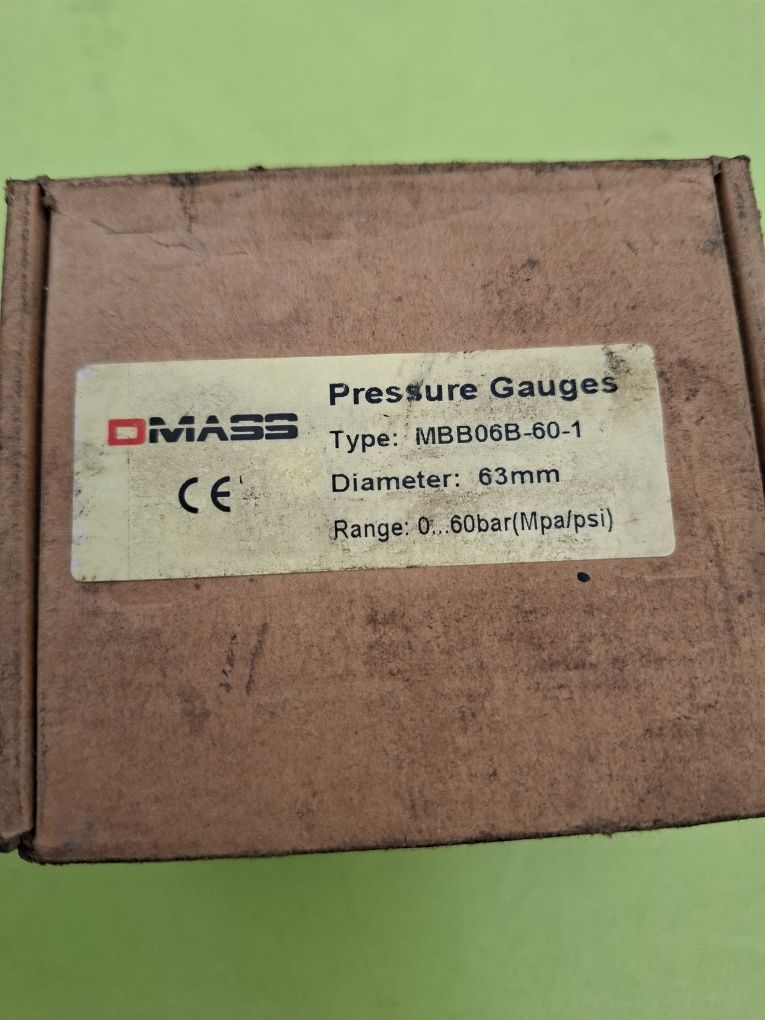 DMASS
CE
Pressure Gauges
Type: MBB06B-60-1
Diameter: 63mm
Range: 0...60bar(Mpa/psi)